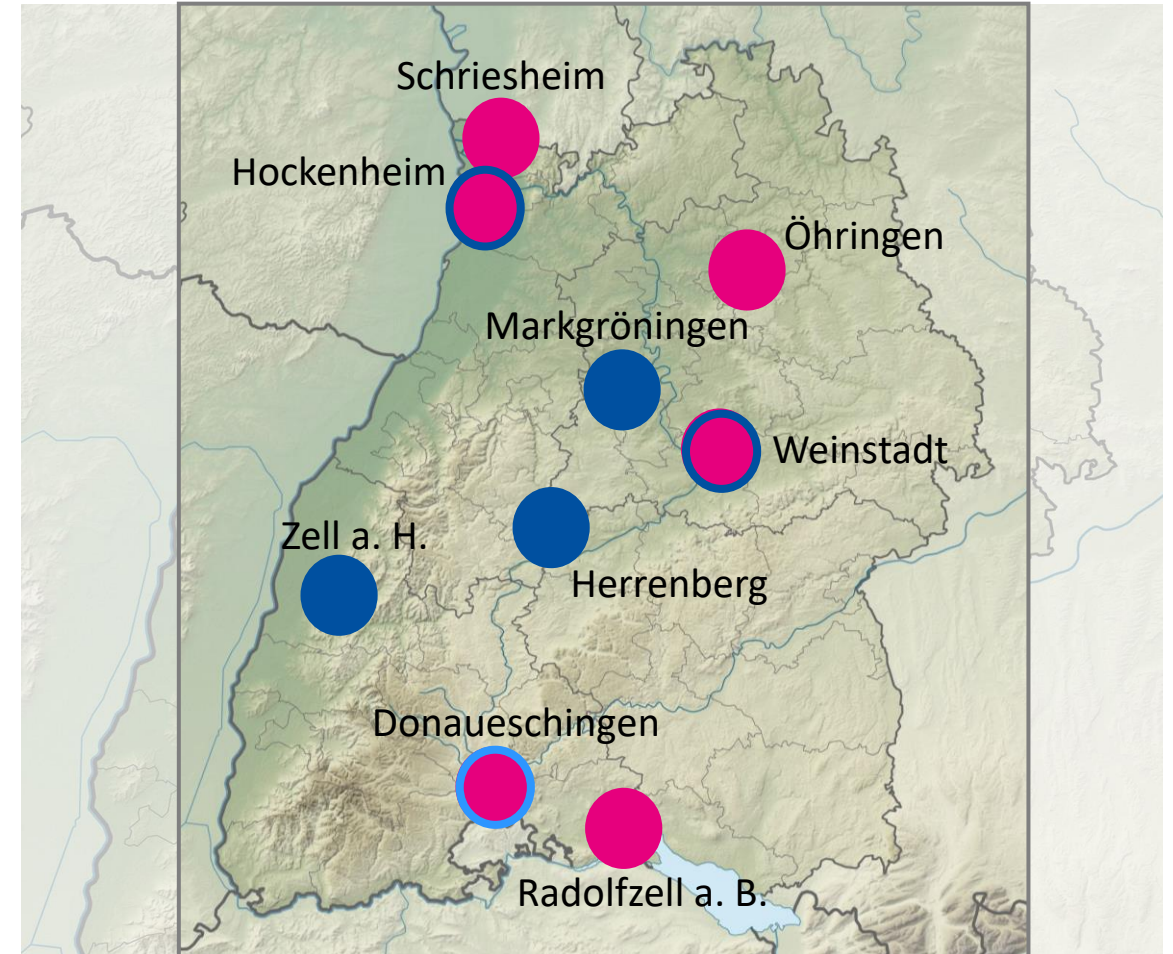 Schriesheim
Hockenheim
Öhringen
Markgröningen
Weinstadt
Zell a. H.
Herrenberg
Donaueschingen
Radolfzell a. B.